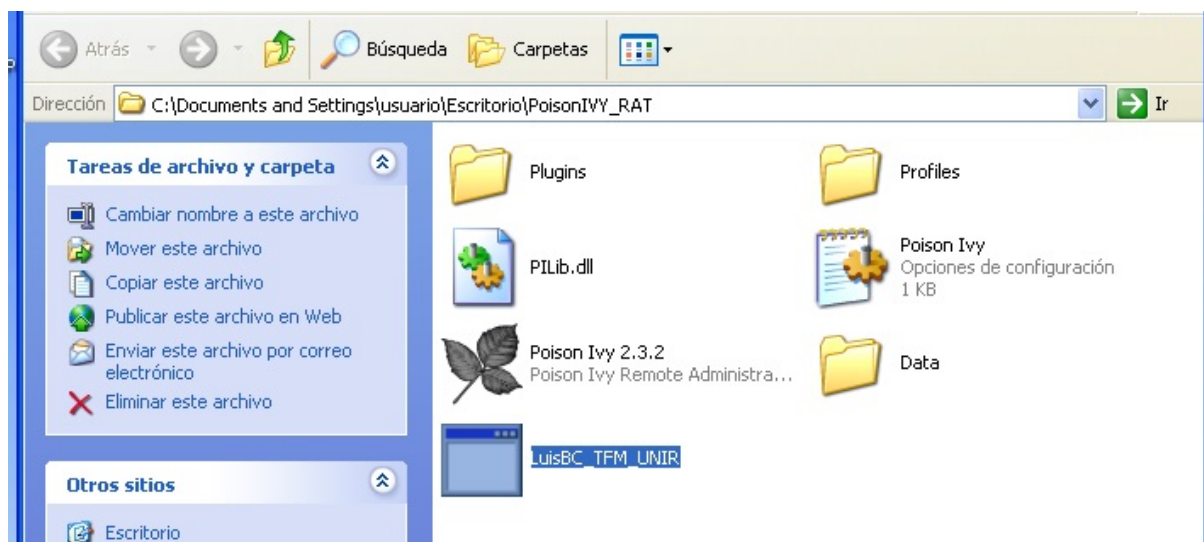 Atrás
Búsqueda
Carpetas
Dirección C:\Documents and Settings\usuario\Escritorio\PoisonIVY_RAT Ir
Tareas de archivo y carpeta
Cambiar nombre a este archivo
Mover este archivo
Copiar este archivo
Publicar este archivo en Web
Enviar este archivo por correo
electrónico
Eliminar este archivo
Otros sitios
Escritorio
Plugins
Profiles
PILib.dll
Poison Ivy
Opciones de configuración
1 KB
Poison Ivy 2.3.2
Poison Ivy Remote Administra...
Data
LuisBC_TFM_UNIR